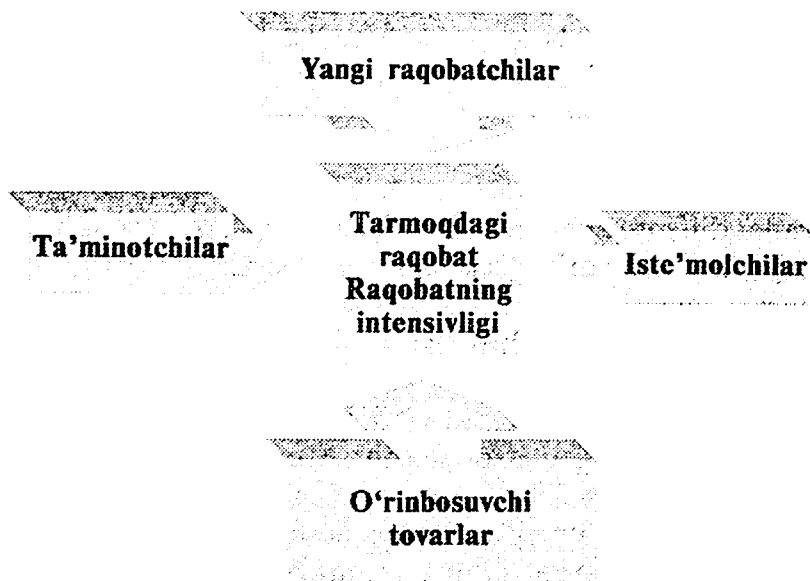 Yangi raqobatchilar
Ta'minotchilar
Tarmoqdagi
raqobat
Raqobatning
intensivligi
Iste'molchilar
O‘rinbosuvchi
tovarlar